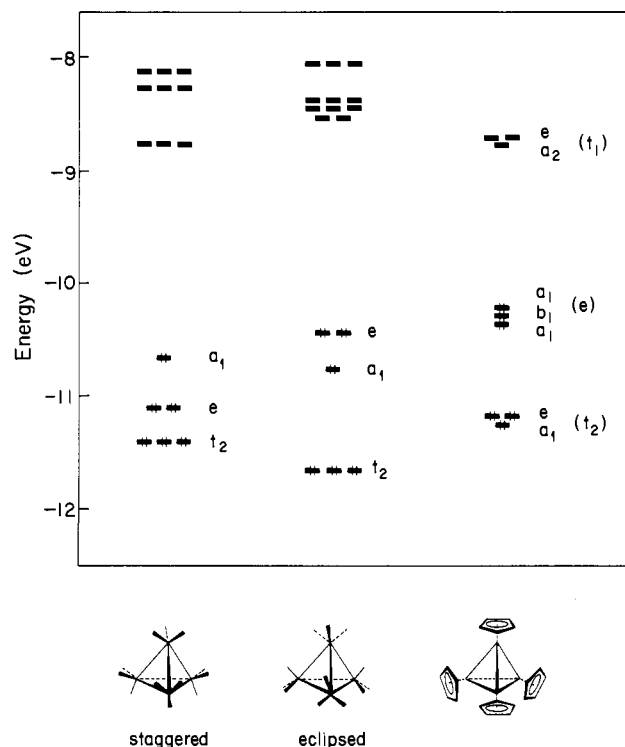 -8
-9
-10
-11
-12
Energy (eV)
a₁
e
t₂
e
a₁
t₂
e
a₂ (t₁)
a₁
b₁ (e)
a₁
e
a₁ (t₂)
staggered
eclipsed